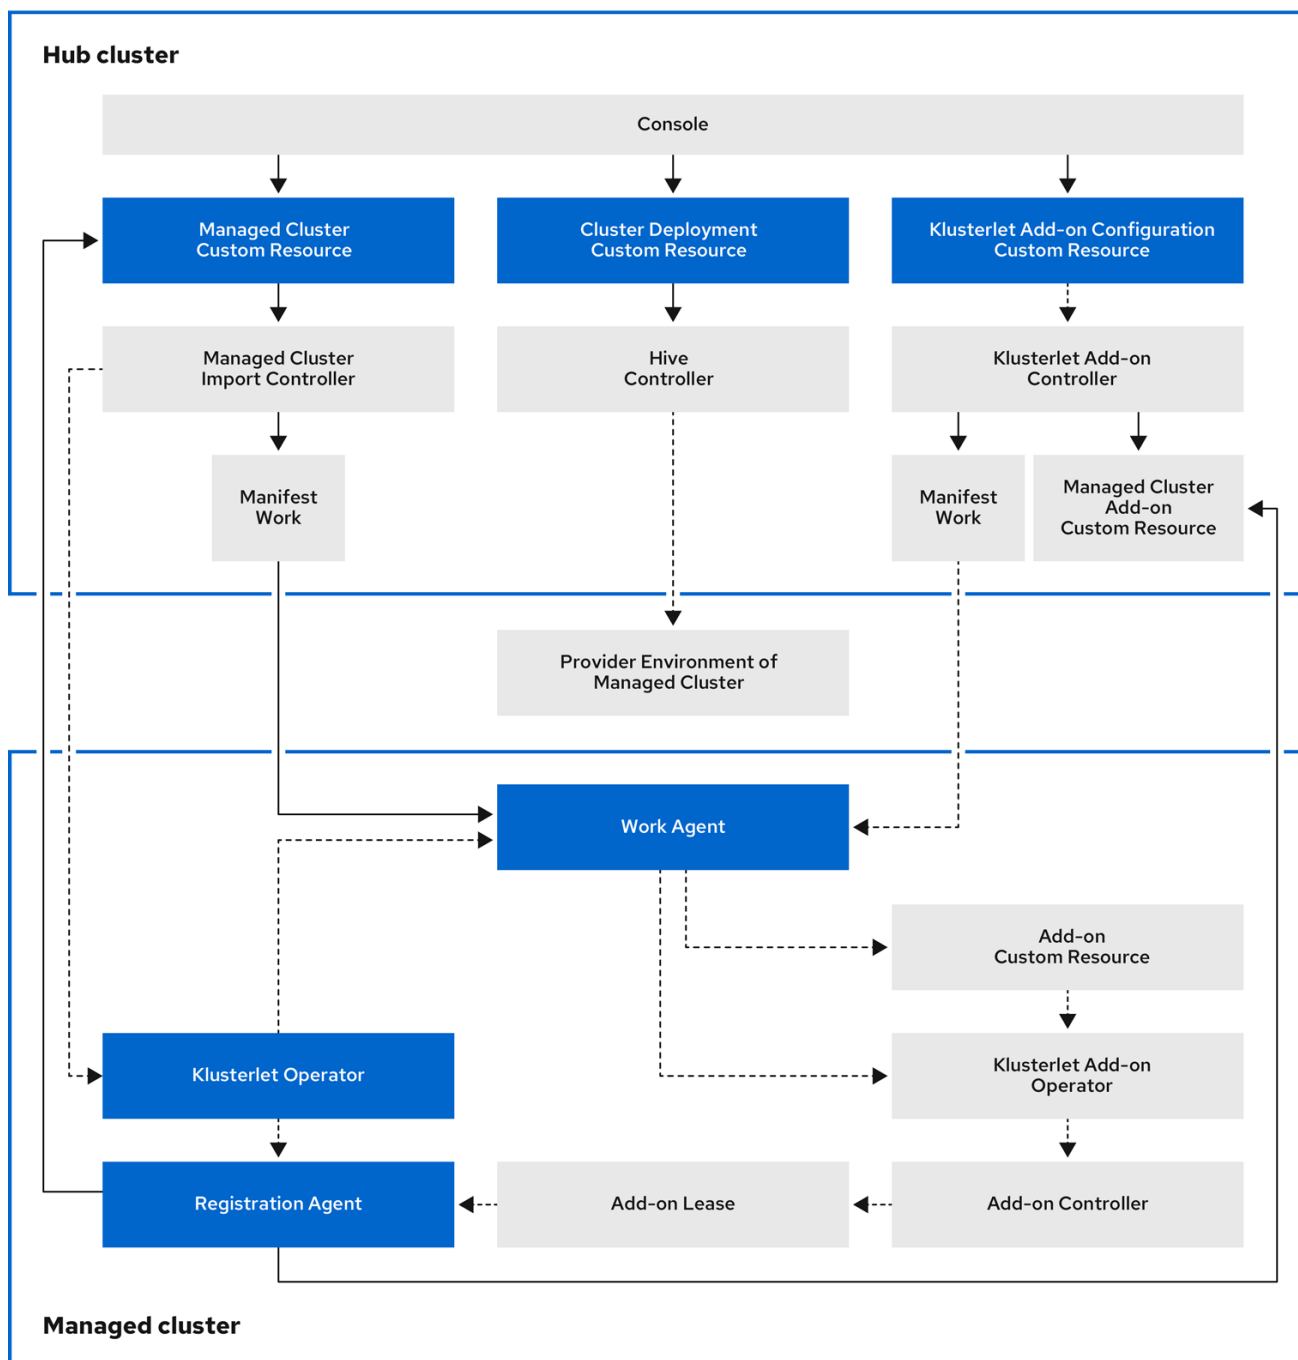 Hub cluster
Console
Managed Cluster
Custom Resource
Cluster Deployment
Custom Resource
Klusterlet Add-on Configuration
Custom Resource
Managed Cluster
Import Controller
Hive
Controller
Klusterlet Add-on
Controller
Manifest
Work
Manifest
Work
Managed Cluster
Add-on
Custom Resource
Provider Environment of
Managed Cluster
Work Agent
Add-on
Custom Resource
Klusterlet Operator
Klusterlet Add-on
Operator
Registration Agent
Add-on Lease
Add-on Controller
Managed cluster